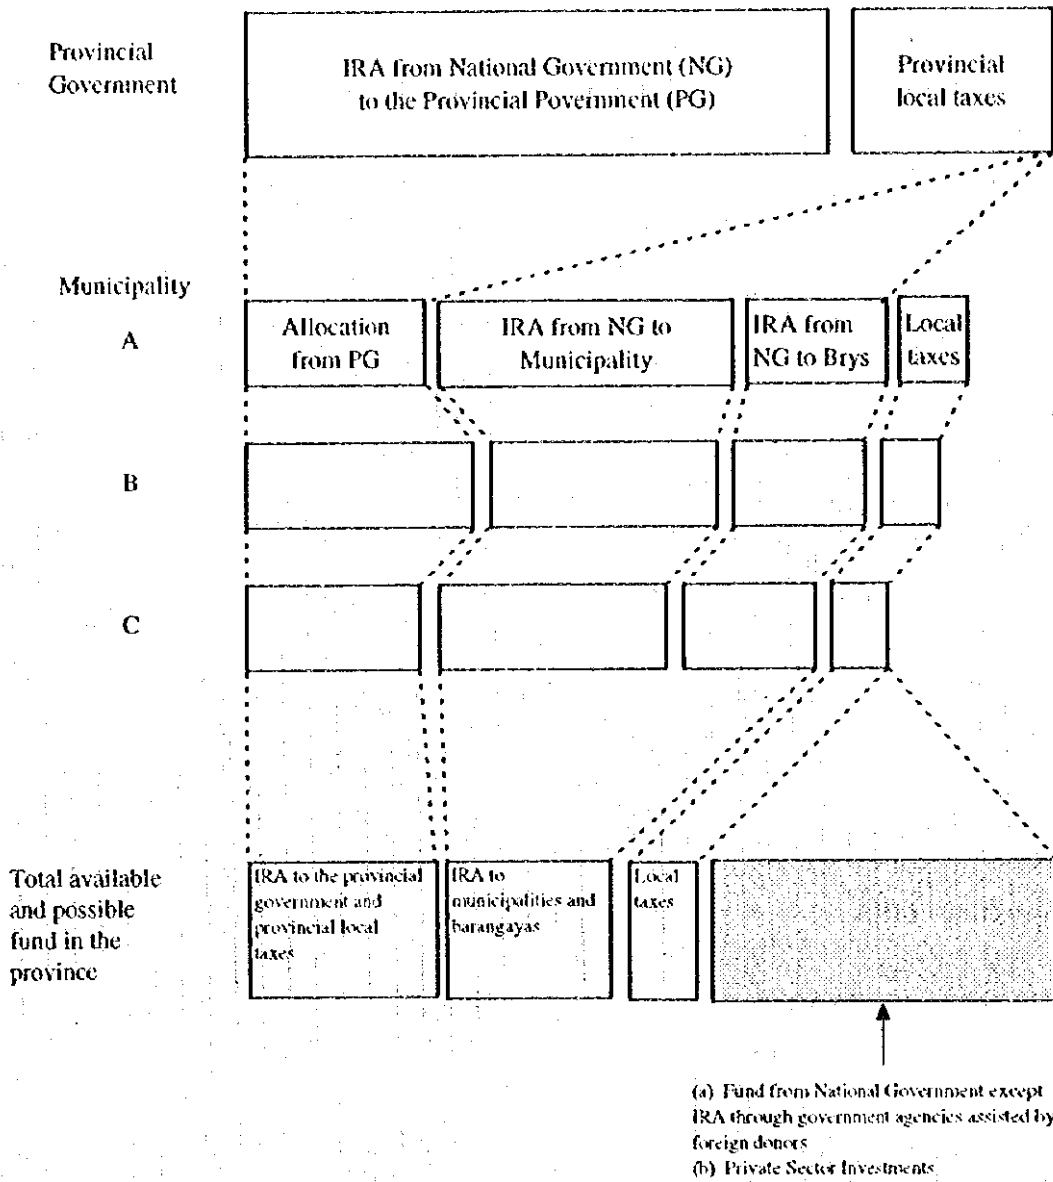 Provincial
Government
IRA from National Government (NG)
to the Provincial Povernment (PG)
Provincial
local taxes
Municipality
A
Allocation
from PG
IRA from NG to
Municipality
IRA from
NG to Brys
Local
taxes
B
C
Total available
and possible
fund in the
province
IRA to the provincial
government and
provincial local
taxes
IRA to
municipalities and
barangayas
Local
taxes
(a) Fund from National Government except
IRA through government agencies assisted by
foreign donors
(b) Private Sector Investments